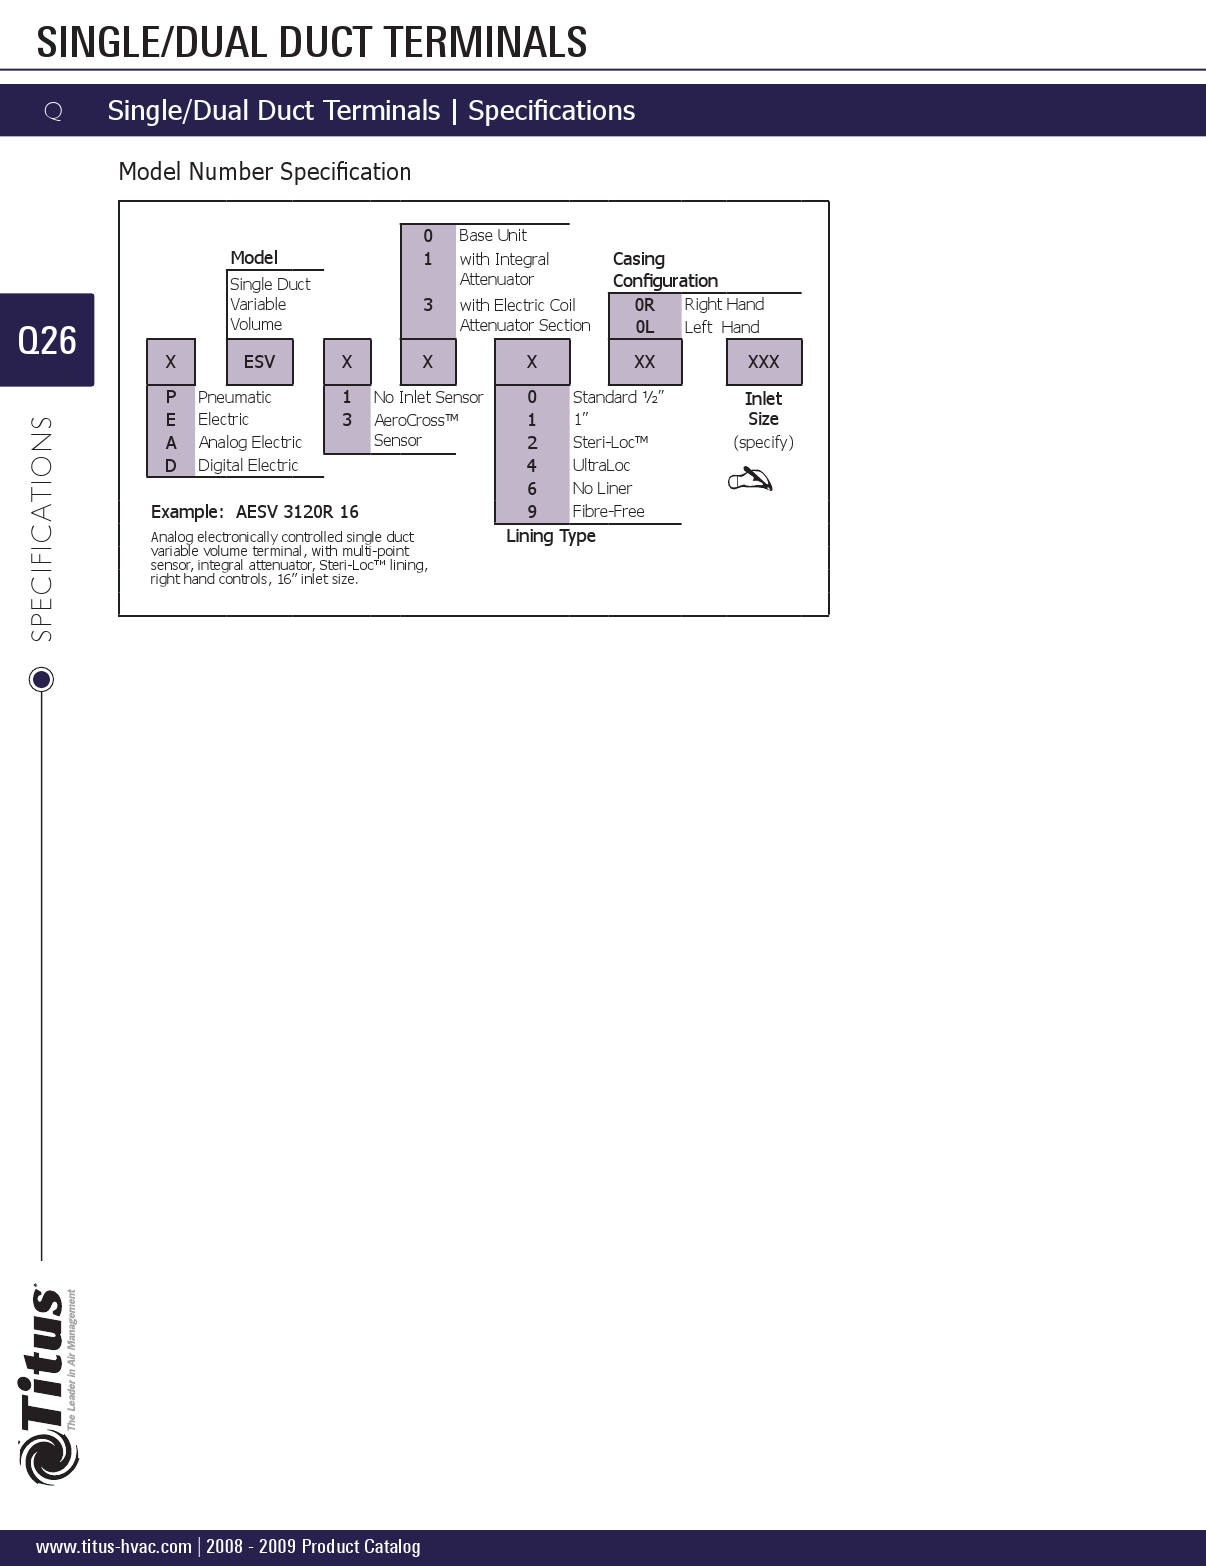 SINGLE/DUAL DUCT TERMINALS
Q
Single/Dual Duct Terminals | Specifications
Model Number Specification
0 Base Unit
1 with Integral
Attenuator
3 with Electric Coil
Attenuator Section
Model
Single Duct
Variable
Volume
Casing
Configuration
0R Right Hand
0L Left Hand
X ESV X X X XX XXX
P Pneumatic
E Electric
A Analog Electric
D Digital Electric
1 No Inlet Sensor
3 AeroCross™
Sensor
0 Standard ½”
1 1”
2 Steri-Loc™
4 UltraLoc
6 No Liner
9 Fibre-Free
Lining Type
Inlet
Size
(specify)
Example: AESV 3120R 16
Analog electronically controlled single duct
variable volume terminal, with multi-point
sensor, integral attenuator, Steri-Loc™ lining,
right hand controls, 16” inlet size.
Q26
SPECIFICATIONS
Titus
The Leader in Air Management
www.titus-hvac.com | 2008 - 2009 Product Catalog